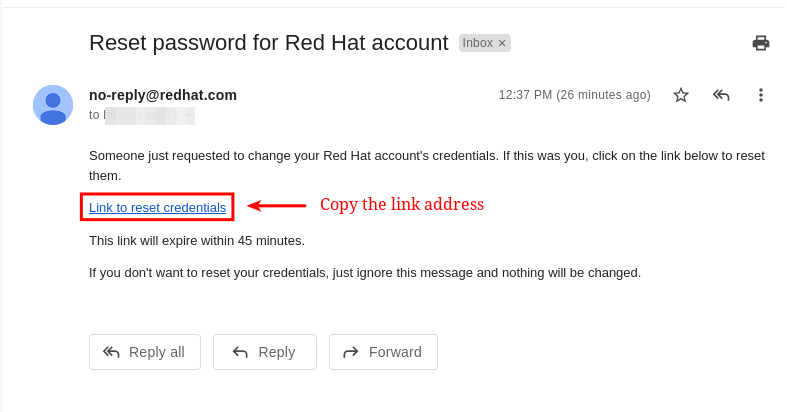 Reset password for Red Hat account Inbox ×
no-reply@redhat.com 12:37 PM (26 minutes ago)
to
Someone just requested to change your Red Hat account's credentials. If this was you, click on the link below to reset
them.
Link to reset credentials Copy the link address
This link will expire within 45 minutes.
If you don't want to reset your credentials, just ignore this message and nothing will be changed.
Reply all Reply Forward